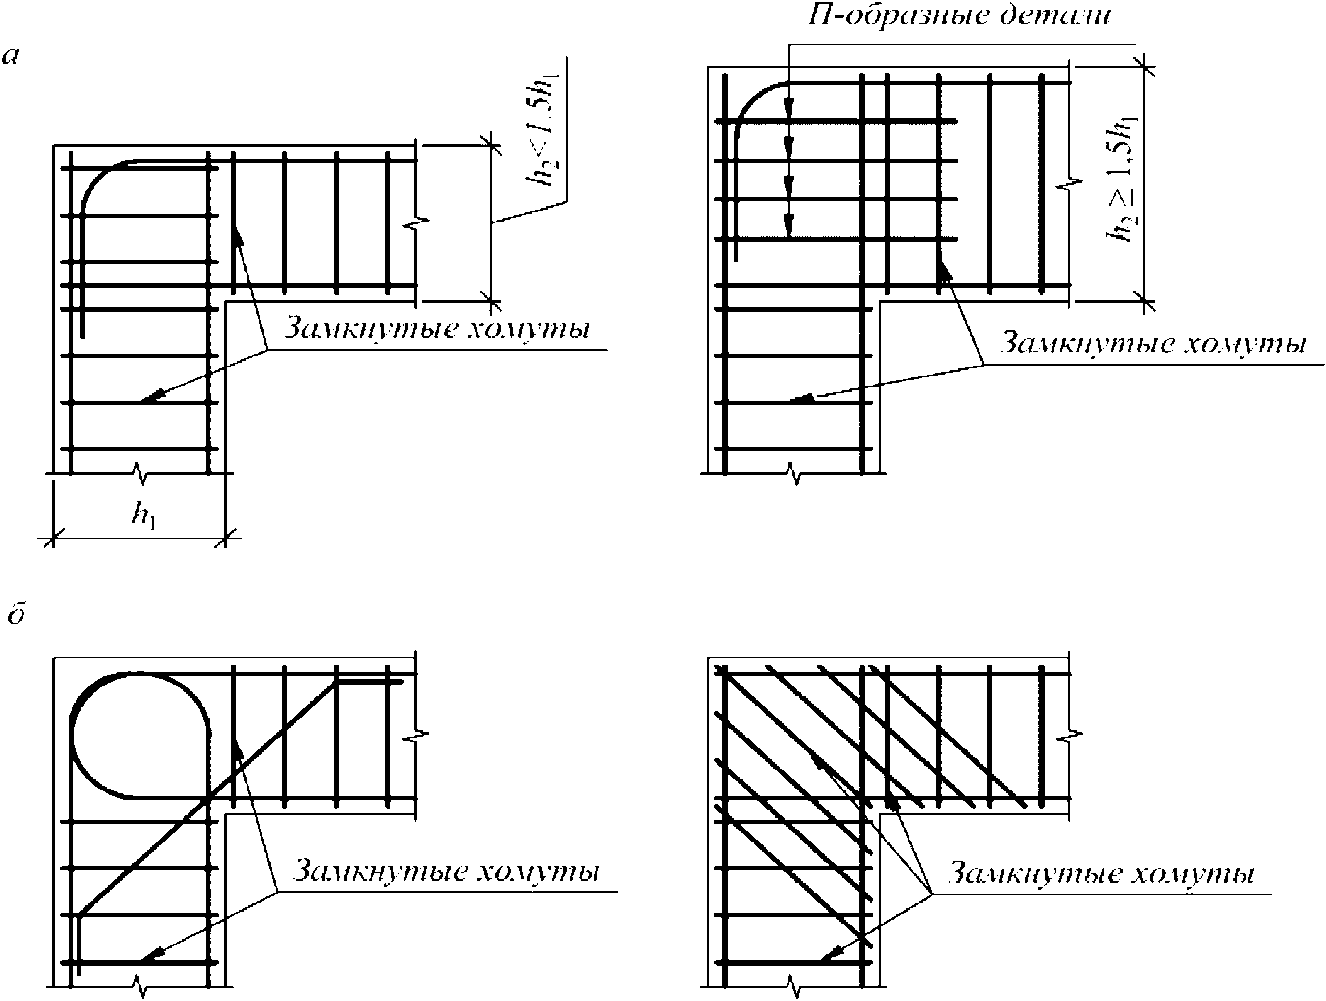 а
h₂<1.5h₁
Замкнутые хомуты
h₁
П-образные детали
h₂ ≥ 1,5h₁
Замкнутые хомуты
б
Замкнутые хомуты
Замкнутые хомуты